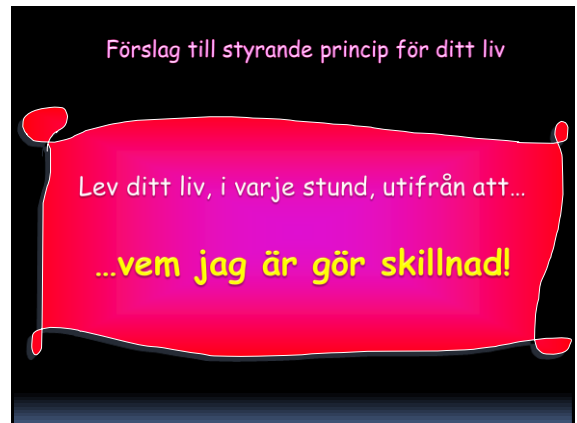 Förslag till styrande princip för ditt liv
Lev ditt liv, i varje stund, utifrån att...
...vem jag är gör skillnad!